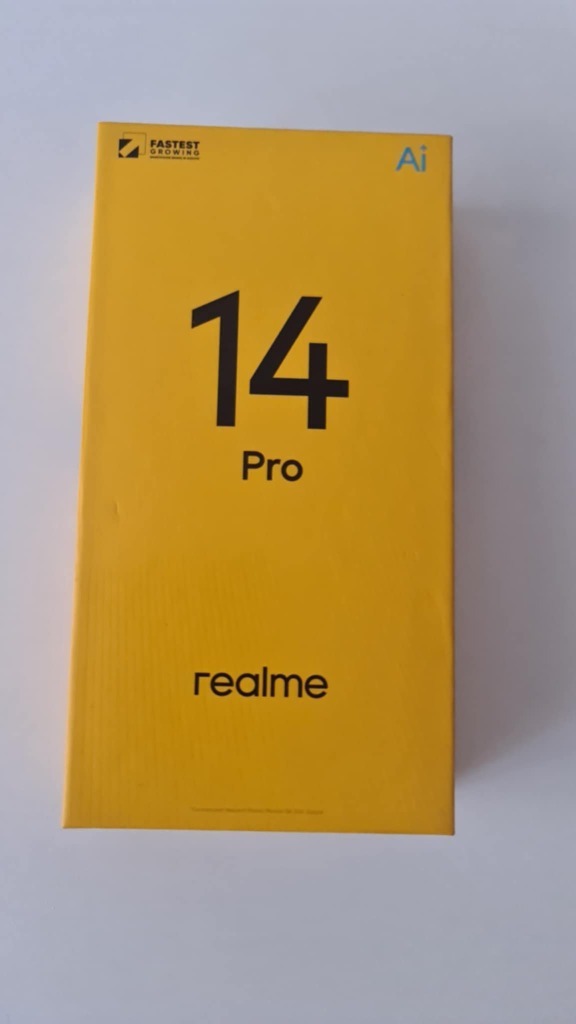 FASTEST
GROWING
Ai
14
Pro
realme